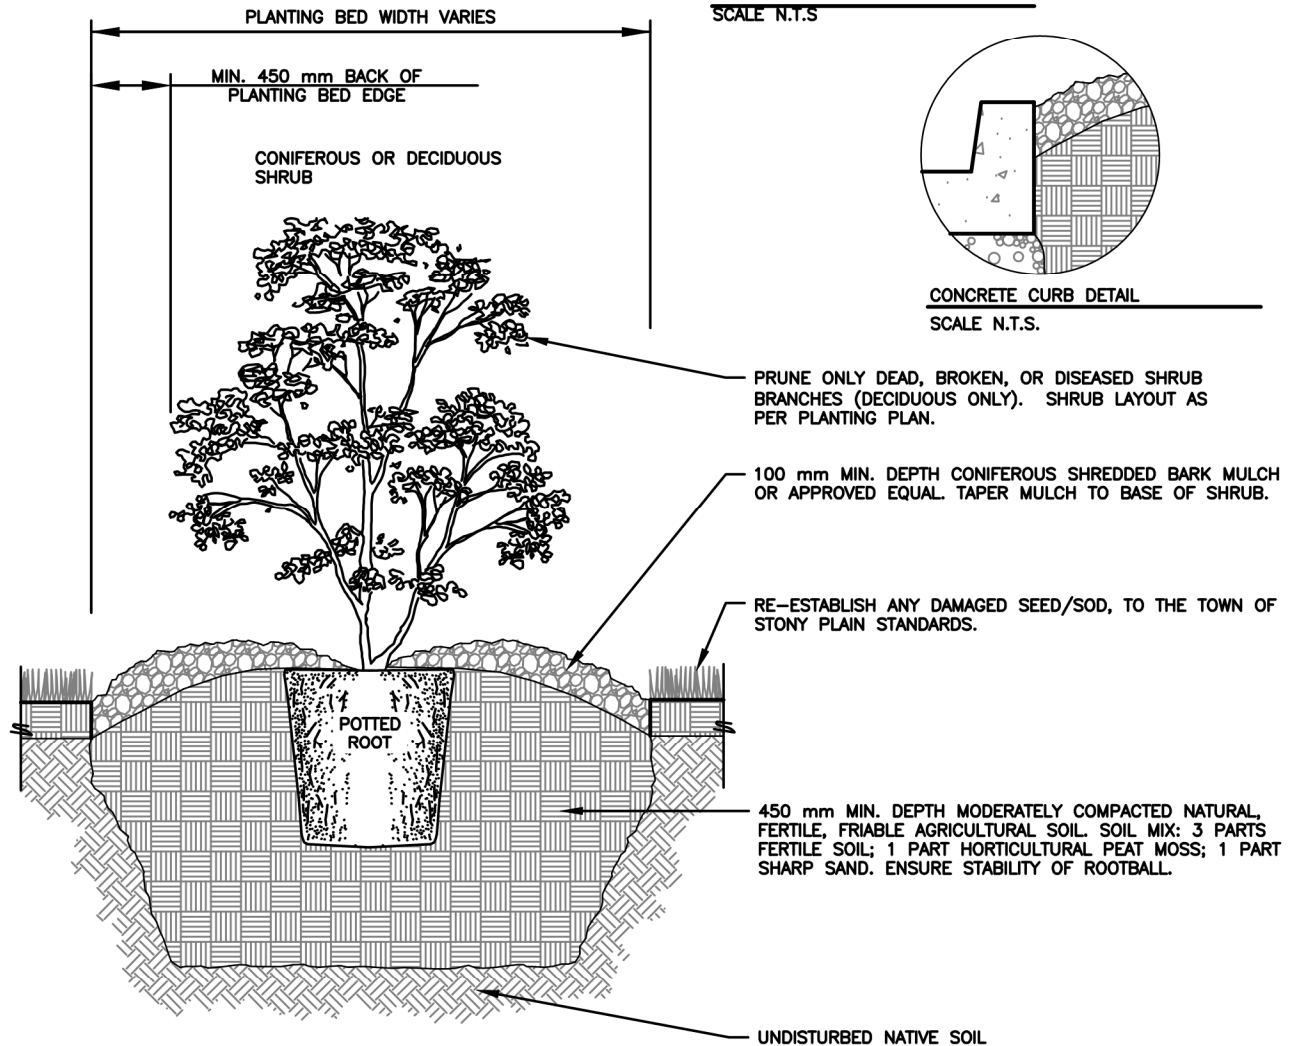 PLANTING BED WIDTH VARIES
SCALE N.T.S
MIN. 450 mm BACK OF
PLANTING BED EDGE
CONIFEROUS OR DECIDUOUS
SHRUB
CONCRETE CURB DETAIL
SCALE N.T.S.
PRUNE ONLY DEAD, BROKEN, OR DISEASED SHRUB
BRANCHES (DECIDUOUS ONLY). SHRUB LAYOUT AS
PER PLANTING PLAN.
100 mm MIN. DEPTH CONIFEROUS SHREDDED BARK MULCH
OR APPROVED EQUAL. TAPER MULCH TO BASE OF SHRUB.
RE-ESTABLISH ANY DAMAGED SEED/SOD, TO THE TOWN OF
STONY PLAIN STANDARDS.
POTTED
ROOT
450 mm MIN. DEPTH MODERATELY COMPACTED NATURAL,
FERTILE, FRIABLE AGRICULTURAL SOIL. SOIL MIX: 3 PARTS
FERTILE SOIL; 1 PART HORTICULTURAL PEAT MOSS; 1 PART
SHARP SAND. ENSURE STABILITY OF ROOTBALL.
UNDISTURBED NATIVE SOIL